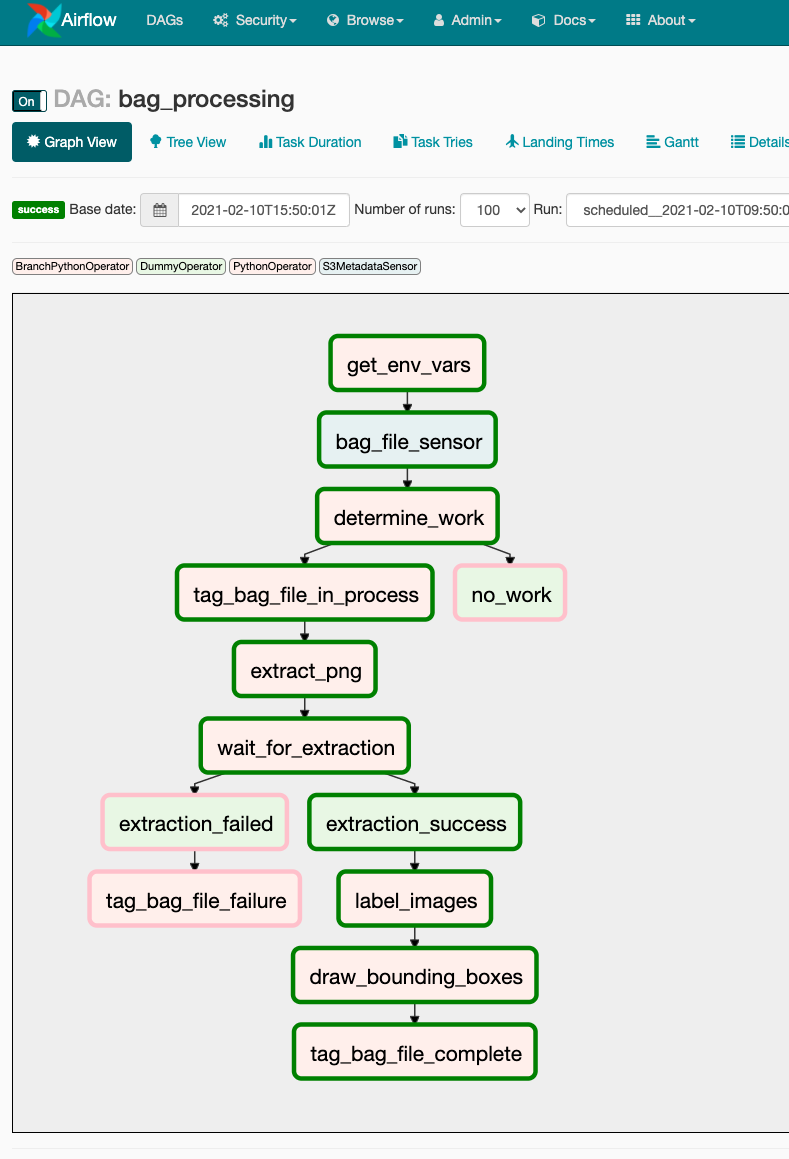 Airflow DAGs Security Browse Admin Docs About
On DAG: bag_processing
Graph View Tree View Task Duration Task Tries Landing Times Gantt Details
success Base date: 2021-02-10T15:50:01Z Number of runs: 100 Run: scheduled__2021-02-10T09:50:0
BranchPythonOperator DummyOperator PythonOperator S3MetadataSensor
get_env_vars
bag_file_sensor
determine_work
tag_bag_file_in_process no_work
extract_png
wait_for_extraction
extraction_failed extraction_success
tag_bag_file_failure label_images
draw_bounding_boxes
tag_bag_file_complete